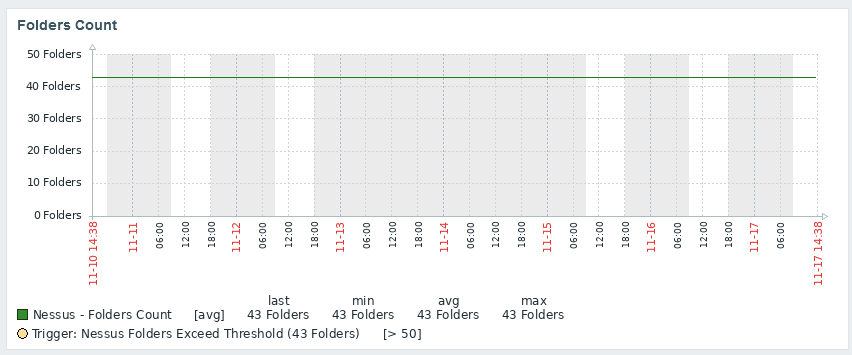 Folders Count
50 Folders
40 Folders
30 Folders
20 Folders
10 Folders
0 Folders
11-10 14:38
11-11
06:00
12:00
18:00
11-12
06:00
12:00
18:00
11-13
06:00
12:00
18:00
11-14
06:00
12:00
18:00
11-15
06:00
12:00
18:00
11-16
06:00
12:00
18:00
11-17
06:00
11-17 14:38
last min avg max
Nessus - Folders Count [avg] 43 Folders 43 Folders 43 Folders 43 Folders
Trigger: Nessus Folders Exceed Threshold (43 Folders) [> 50]